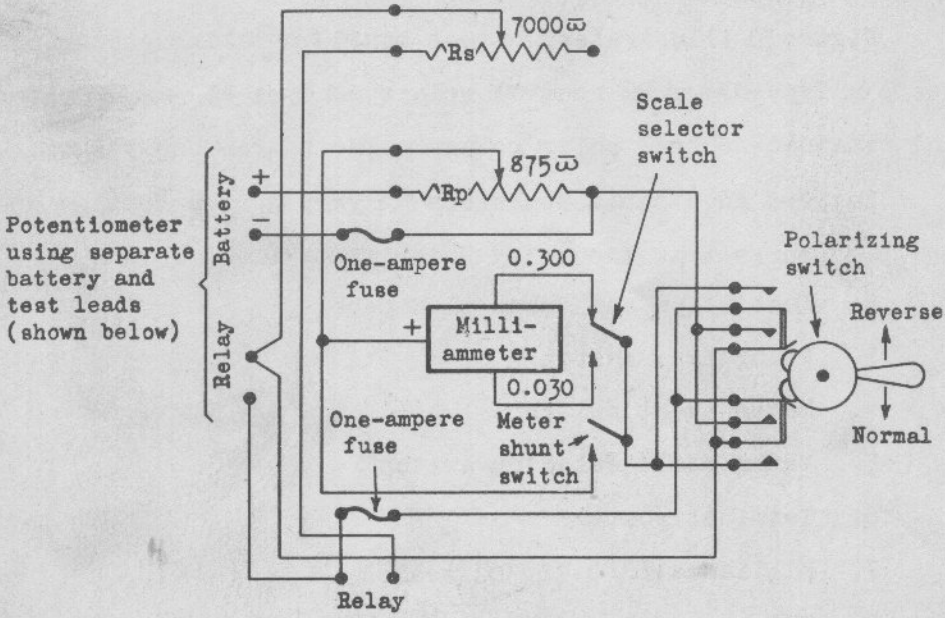 7000ϖ
Rs
Scale
selector
switch
875ϖ
Rp
Battery
+
–
Potentiometer
using separate
battery and
test leads
(shown below)
One-ampere
fuse
0.300
Polarizing
switch
+
Milli-
ammeter
Reverse
Relay
0.030
One-ampere
fuse
Meter
shunt
switch
Normal
Relay